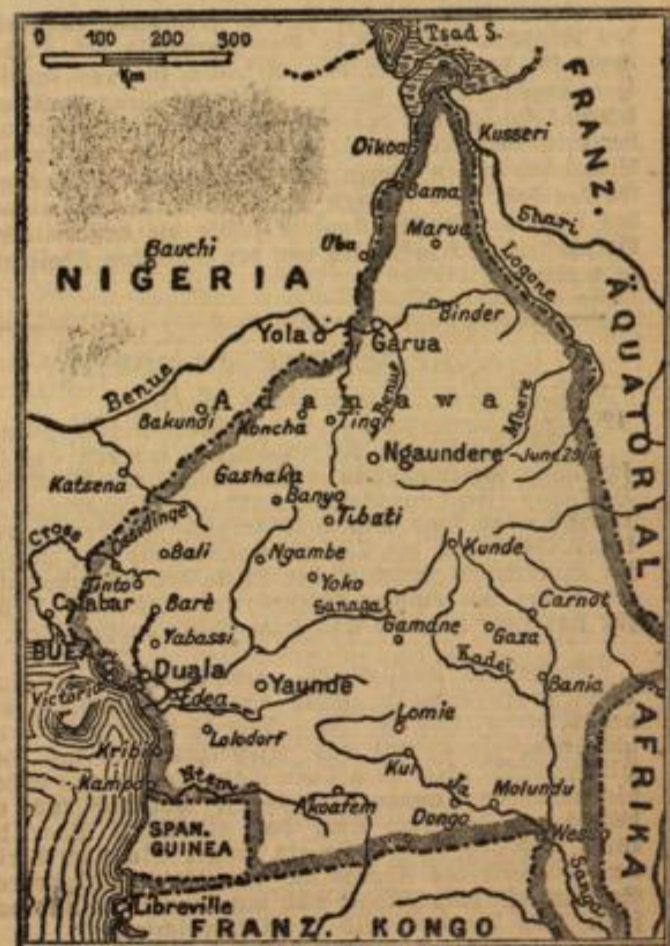 0 100 200 300
Km
Tsad S.
FRANZ.
ÄQUATORIAL
AFRIKA
Kusseri
Oikoa
Bama
Shari
Uba
Marua
Logone
Bauchi
NIGERIA
Binder
Yola
Garua
Benue
Benue
Mbere
Adamawa
Bakundi
Koncha
Tingr
Ngaundere
Katsena
Gashaka
Banyo
Tibati
Cross
Bali
Ngambe
Kunde
Tinto
Yoko
Calabar
Barè
Sanaga
Carnot
Gamane
Gaza
Yabassi
BUEA
Kadei
Duala
Yaunde
Bania
Victoria
Edea
Lomie
Lolodorf
Kribi
Kul
Kampo
Ntem
Akoafem
Dongo
Molundu
SPAN.
GUINEA
Wesso
Sanga
Libreville
FRANZ. KONGO